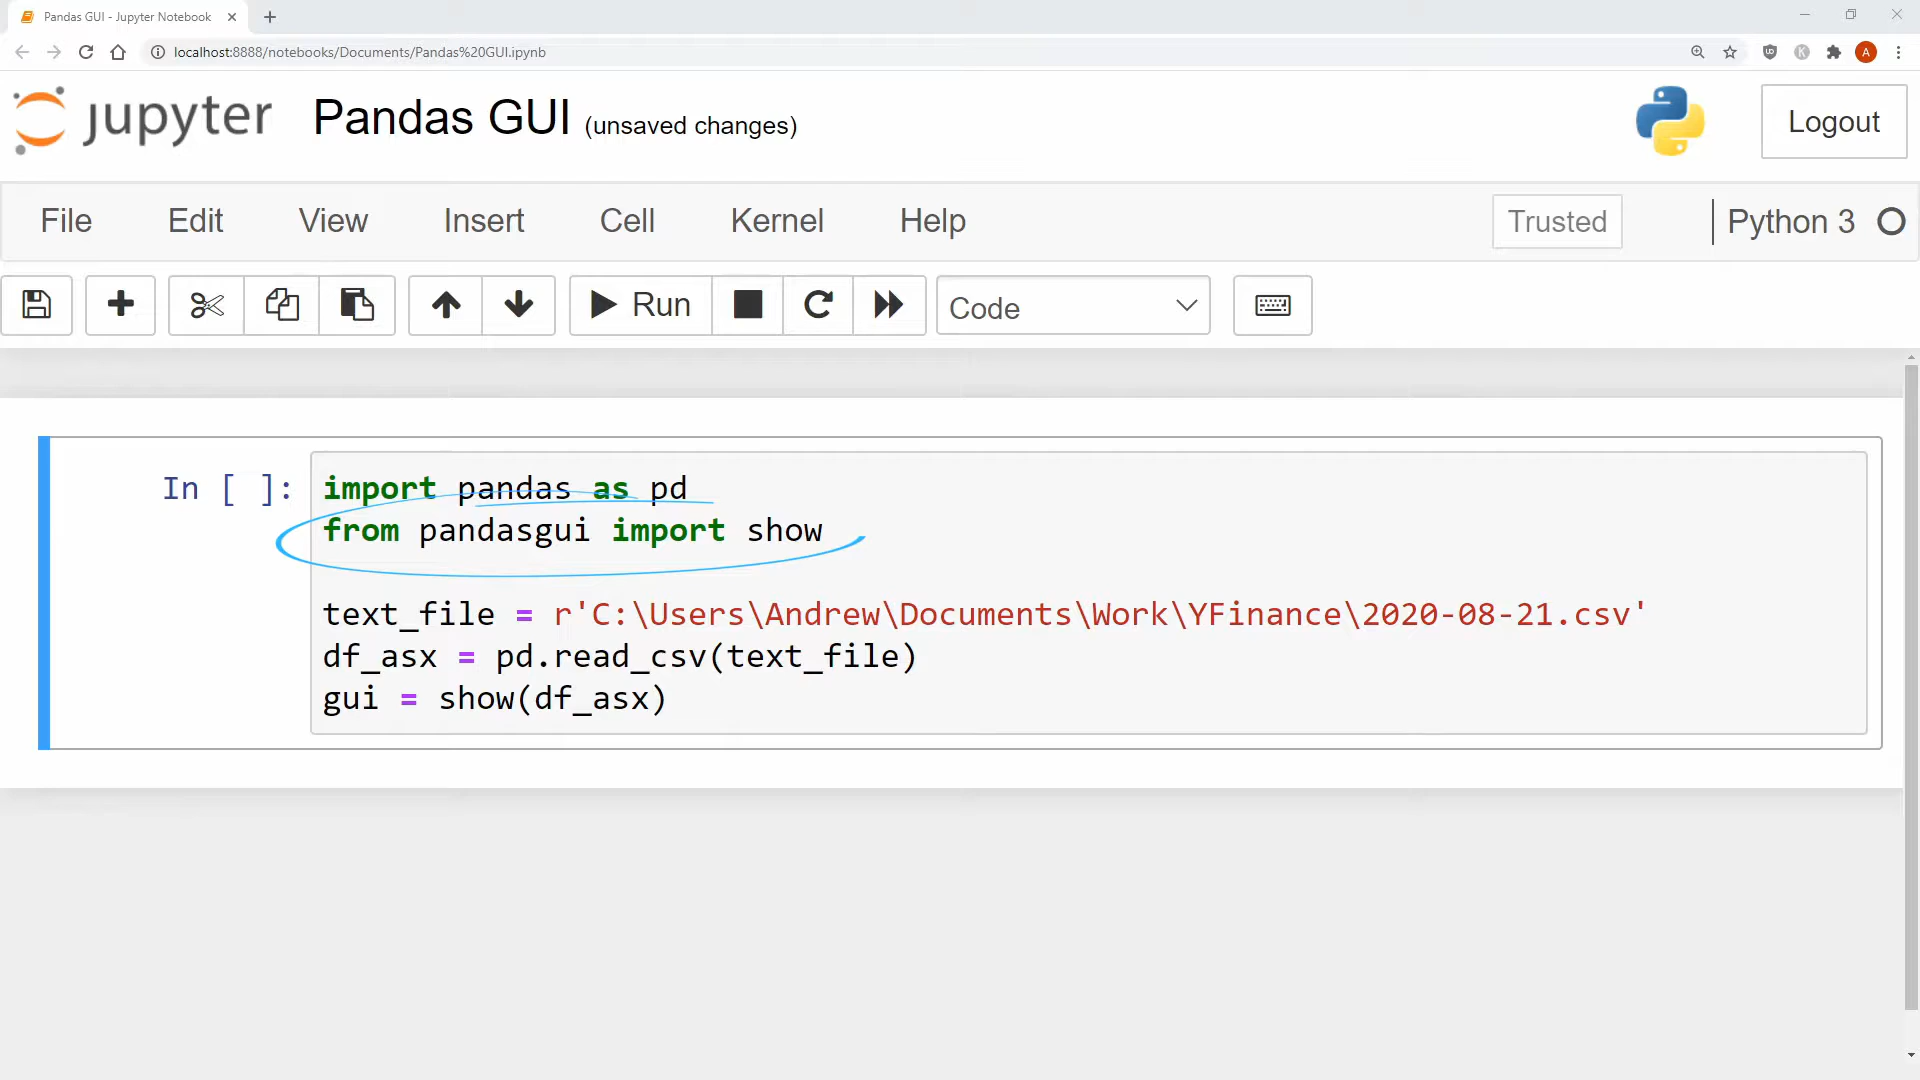 Pandas GUI - Jupyter Notebook
localhost:8888/notebooks/Documents/Pandas%20GUI.ipynb
A
jupyter Pandas GUI (unsaved changes)
Logout
File Edit View Insert Cell Kernel Help Trusted Python 3
Run Code
In [ ]: import pandas as pd
from pandasgui import show
text_file = r'C:\Users\Andrew\Documents\Work\YFinance\2020-08-21.csv'
df_asx = pd.read_csv(text_file)
gui = show(df_asx)